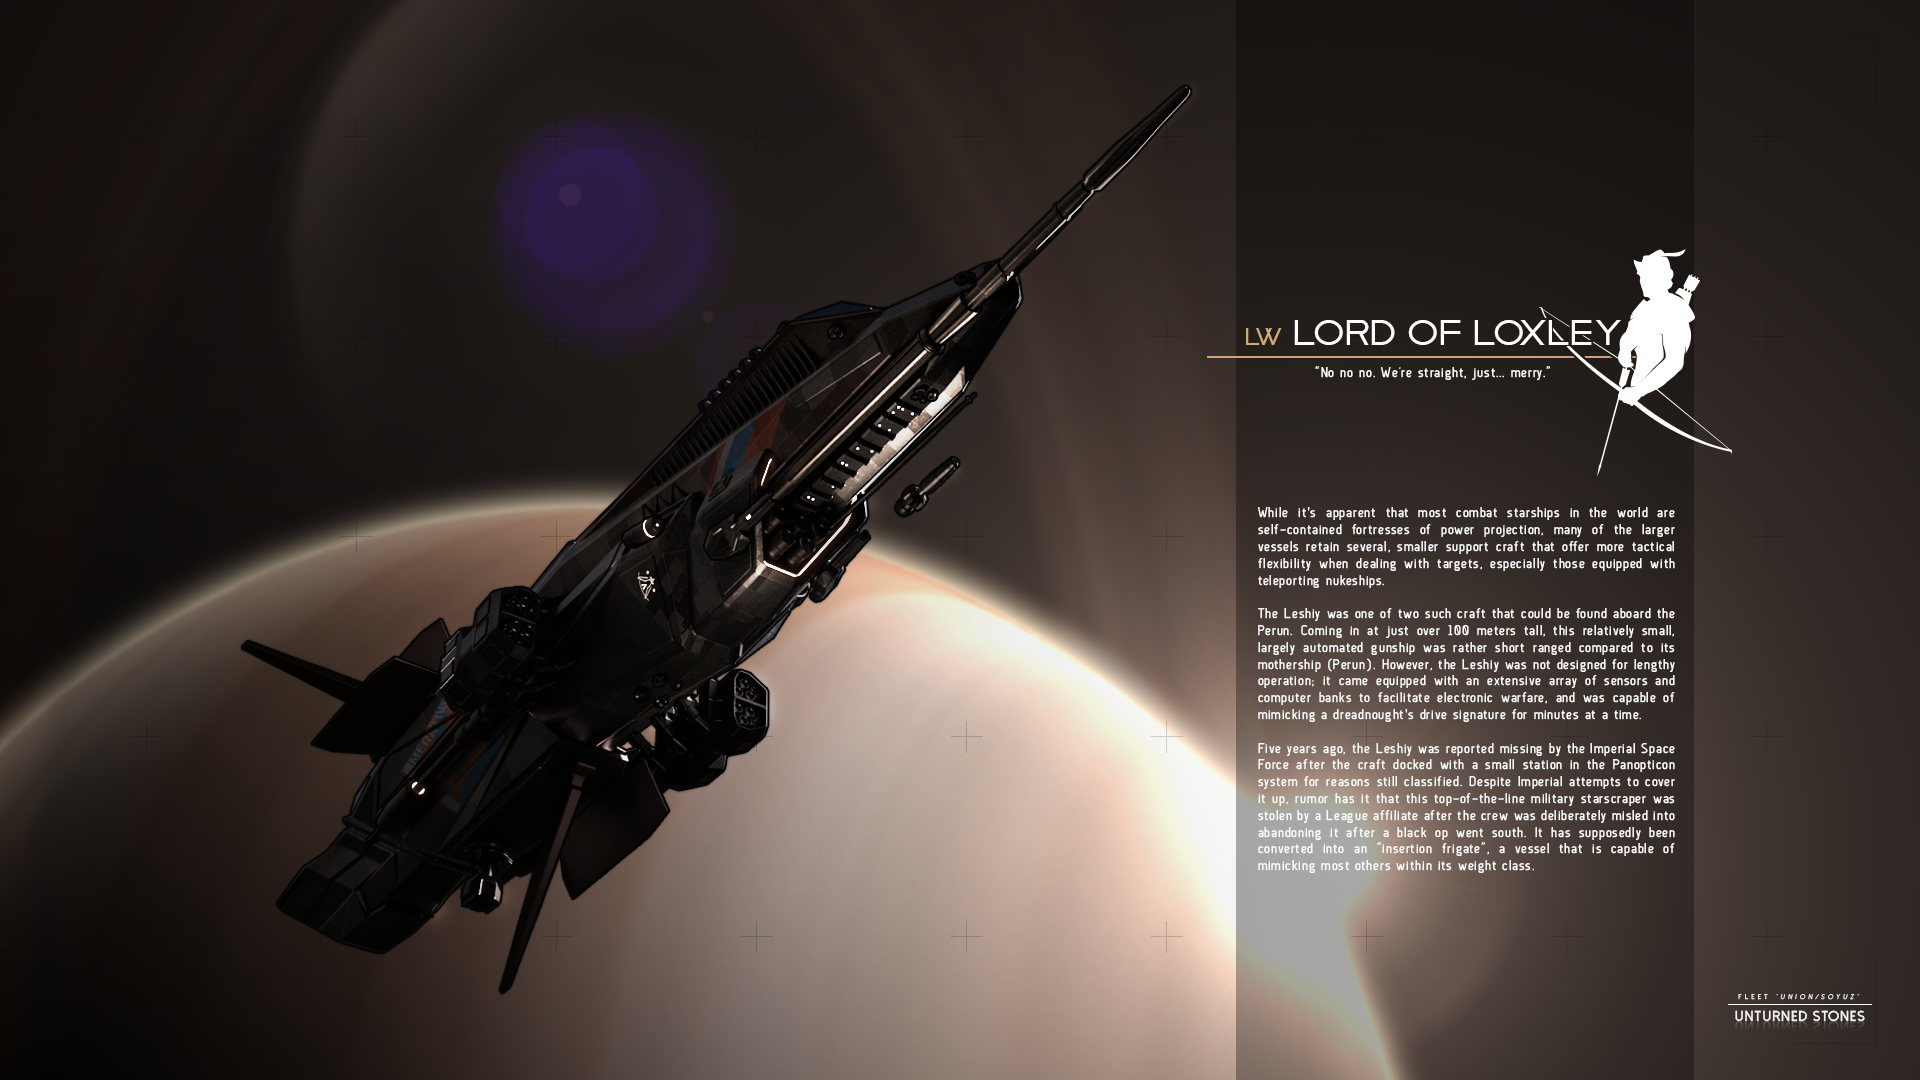 LW LORD OF LOXLEY
"No no no. We're straight, just... merry."
While it's apparent that most combat starships in the world are
self-contained fortresses of power projection, many of the larger
vessels retain several, smaller support craft that offer more tactical
flexibility when dealing with targets, especially those equipped with
teleporting nukeships.
The Leshiy was one of two such craft that could be found aboard the
Perun. Coming in at just over 100 meters tall, this relatively small,
largely automated gunship was rather short ranged compared to its
mothership (Perun). However, the Leshiy was not designed for lengthy
operation; it came equipped with an extensive array of sensors and
computer banks to facilitate electronic warfare, and was capable of
mimicking a dreadnought's drive signature for minutes at a time.
Five years ago, the Leshiy was reported missing by the Imperial Space
Force after the craft docked with a small station in the Panopticon
system for reasons still classified. Despite Imperial attempts to cover
it up, rumor has it that this top-of-the-line military starscraper was
stolen by a League affiliate after the crew was deliberately misled into
abandoning it after a black op went south. It has supposedly been
converted into an "insertion frigate", a vessel that is capable of
mimicking most others within its weight class.
FLEET 'UNION/SOYUZ'
UNTURNED STONES